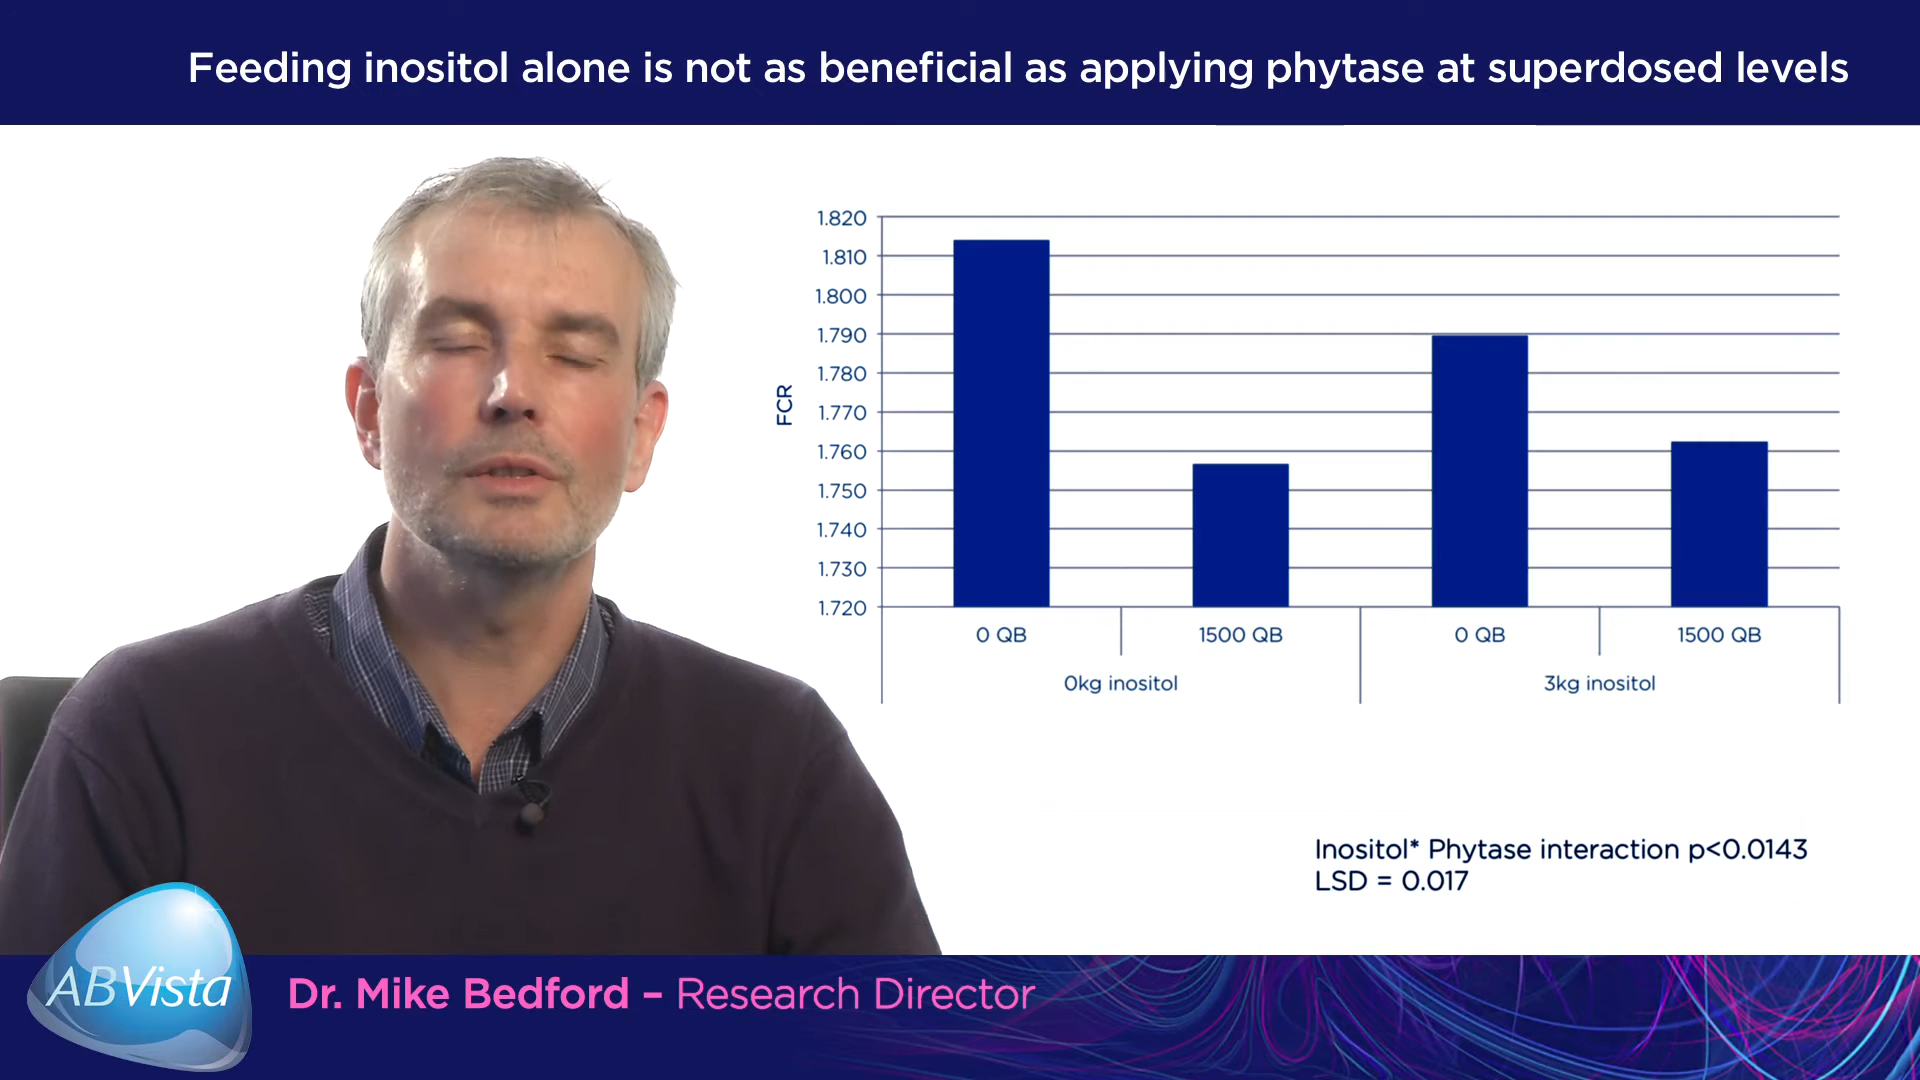 Feeding inositol alone is not as beneficial as applying phytase at superdosed levels
1.820
1.810
1.800
1.790
1.780
1.770
1.760
1.750
1.740
1.730
1.720
FCR
0 QB
1500 QB
0 QB
1500 QB
0kg inositol
3kg inositol
Inositol* Phytase interaction p<0.0143
LSD = 0.017
ABVista
Dr. Mike Bedford – Research Director